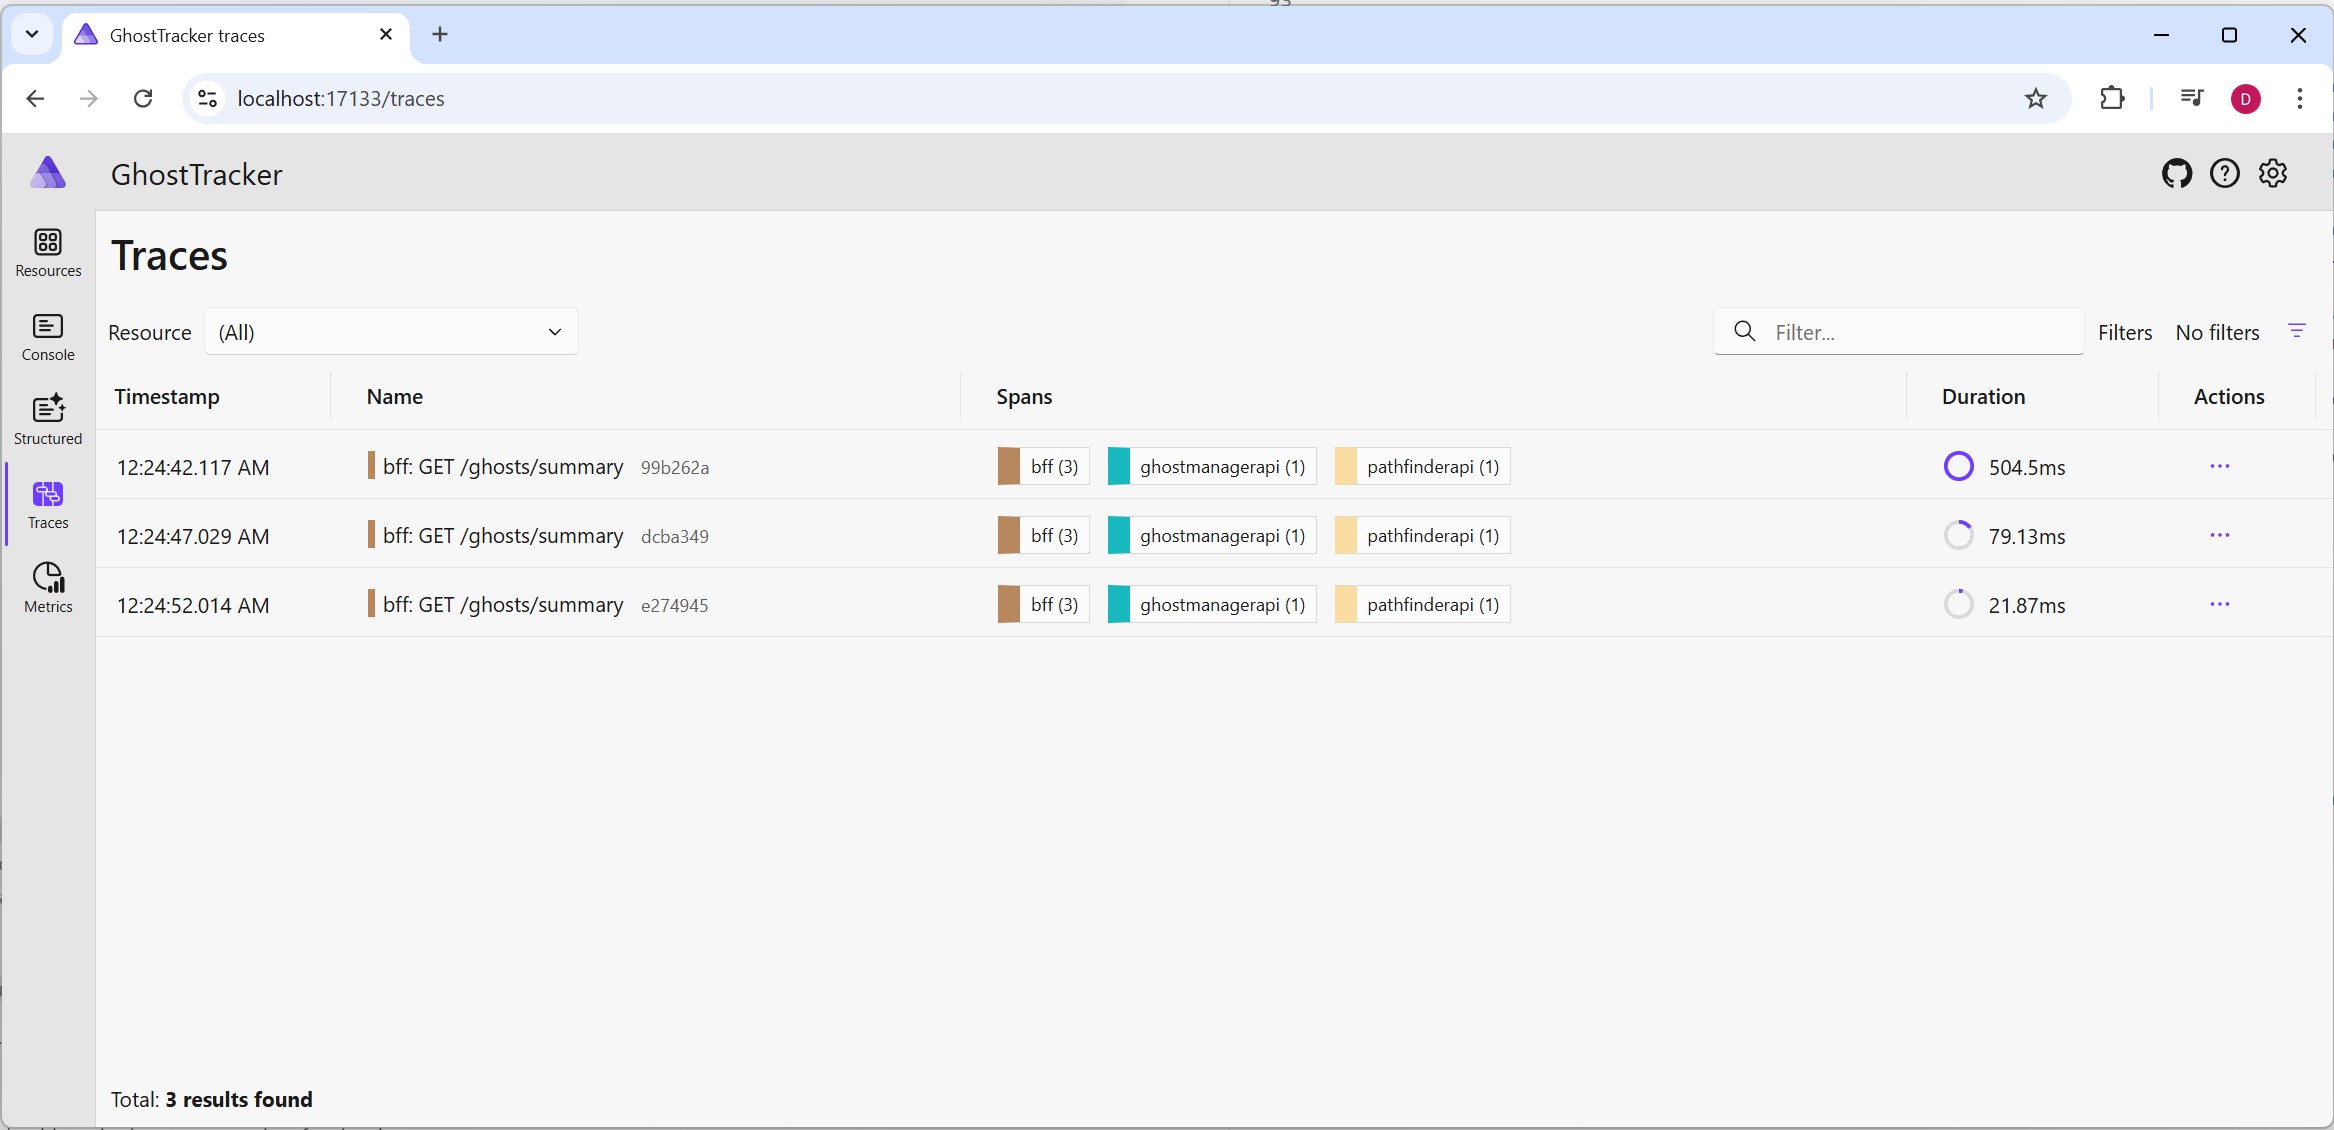 GhostTracker traces
localhost:17133/traces
D
GhostTracker
Resources
Console
Structured
Traces
Metrics
Traces
Resource (All) Filter... Filters No filters
Timestamp Name Spans Duration Actions
12:24:42.117 AM bff: GET /ghosts/summary 99b262a bff (3) ghostmanagerapi (1) pathfinderapi (1) 504.5ms
12:24:47.029 AM bff: GET /ghosts/summary dcba349 bff (3) ghostmanagerapi (1) pathfinderapi (1) 79.13ms
12:24:52.014 AM bff: GET /ghosts/summary e274945 bff (3) ghostmanagerapi (1) pathfinderapi (1) 21.87ms
Total: 3 results found